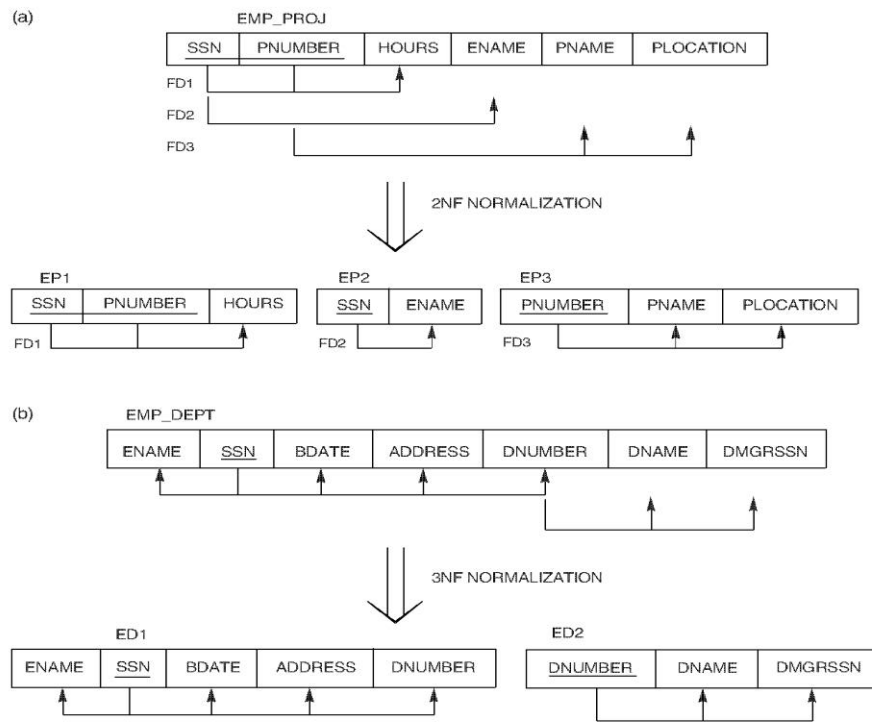 (a)
EMP_PROJ
SSN PNUMBER HOURS ENAME PNAME PLOCATION
FD1
FD2
FD3
2NF NORMALIZATION
EP1 EP2 EP3
SSN PNUMBER HOURS SSN ENAME PNUMBER PNAME PLOCATION
FD1 FD2 FD3
(b)
EMP_DEPT
ENAME SSN BDATE ADDRESS DNUMBER DNAME DMGRSSN
3NF NORMALIZATION
ED1 ED2
ENAME SSN BDATE ADDRESS DNUMBER DNUMBER DNAME DMGRSSN